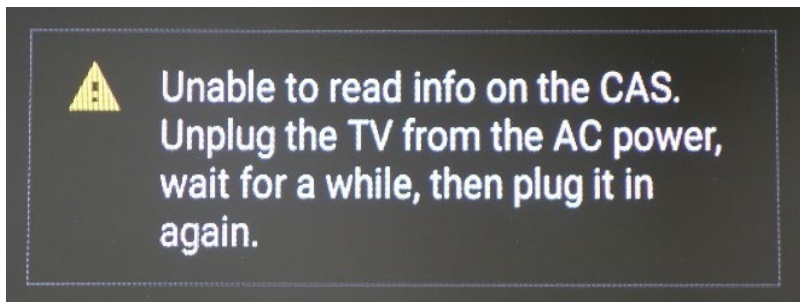 Unable to read info on the CAS.
Unplug the TV from the AC power,
wait for a while, then plug it in
again.